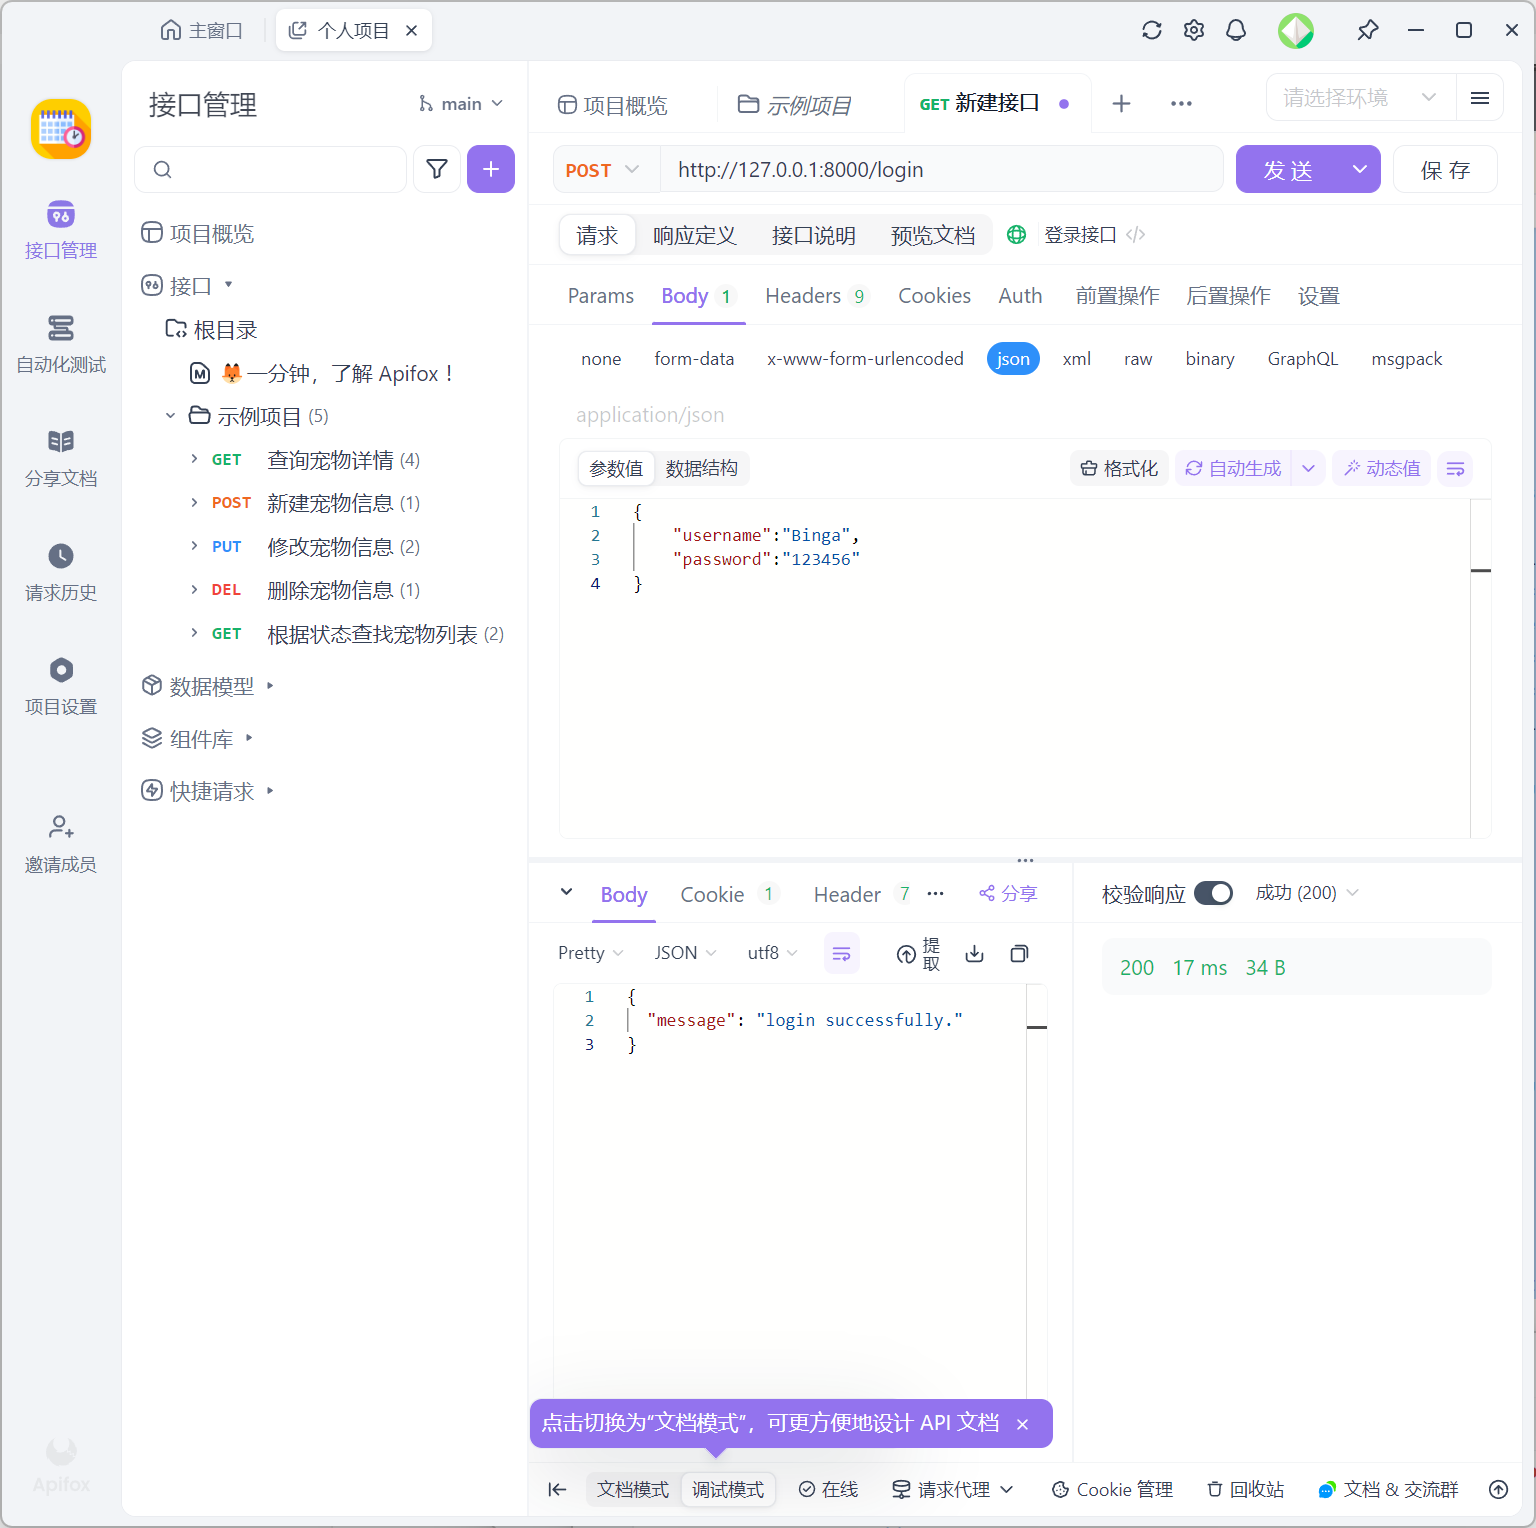 主窗口
个人项目
接口管理
main
项目概览
示例项目
GET 新建接口
请选择环境
POST
http://127.0.0.1:8000/login
发 送
保 存
接口管理
自动化测试
分享文档
请求历史
项目设置
邀请成员
Apifox
项目概览
接口
根目录
一分钟，了解 Apifox！
示例项目 (5)
GET 查询宠物详情 (4)
POST 新建宠物信息 (1)
PUT 修改宠物信息 (2)
DEL 删除宠物信息 (1)
GET 根据状态查找宠物列表 (2)
数据模型
组件库
快捷请求
请求 响应定义 接口说明 预览文档 登录接口
Params Body 1 Headers 9 Cookies Auth 前置操作 后置操作 设置
none form-data x-www-form-urlencoded json xml raw binary GraphQL msgpack
application/json
参数值 数据结构 格式化 自动生成 动态值
1 {
2 "username":"Binga",
3 "password":"123456"
4 }
Body Cookie 1 Header 7 分享
校验响应 成功 (200)
Pretty JSON utf8 提取
200 17 ms 34 B
1 {
2 "message": "login successfully."
3 }
点击切换为“文档模式”，可更方便地设计 API 文档
文档模式 调试模式 在线 请求代理 Cookie 管理 回收站 文档 & 交流群